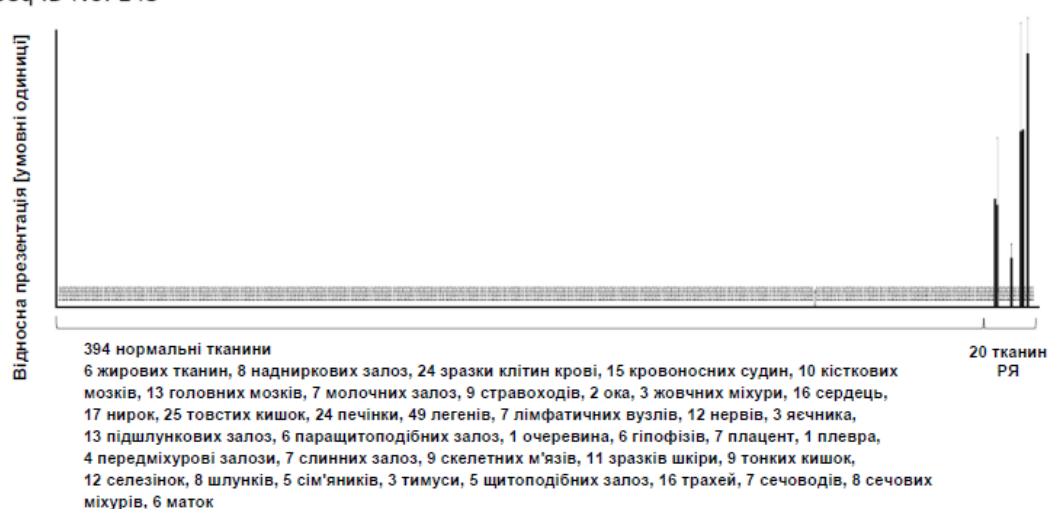 Відносна презентація [умовні одиниці]
394 нормальні тканини
6 жирових тканин, 8 надниркових залоз, 24 зразки клітин крові, 15 кровоносних судин, 10 кісткових
мозків, 13 головних мозків, 7 молочних залоз, 9 стравоходів, 2 ока, 3 жовчних міхури, 16 сердець,
17 нирок, 25 товстих кишок, 24 печінки, 49 легенів, 7 лімфатичних вузлів, 12 нервів, 3 яєчника,
13 підшлункових залоз, 6 паращитоподібних залоз, 1 очеревина, 6 гіпофізів, 7 плацент, 1 плевра,
4 передміхурові залози, 7 слинних залоз, 9 скелетних м'язів, 11 зразків шкіри, 9 тонких кишок,
12 селезінок, 8 шлунків, 5 сім'яників, 3 тимуси, 5 щитоподібних залоз, 16 трахей, 7 сечоводів, 8 сечових
міхурів, 6 маток
20 тканин
РЯ